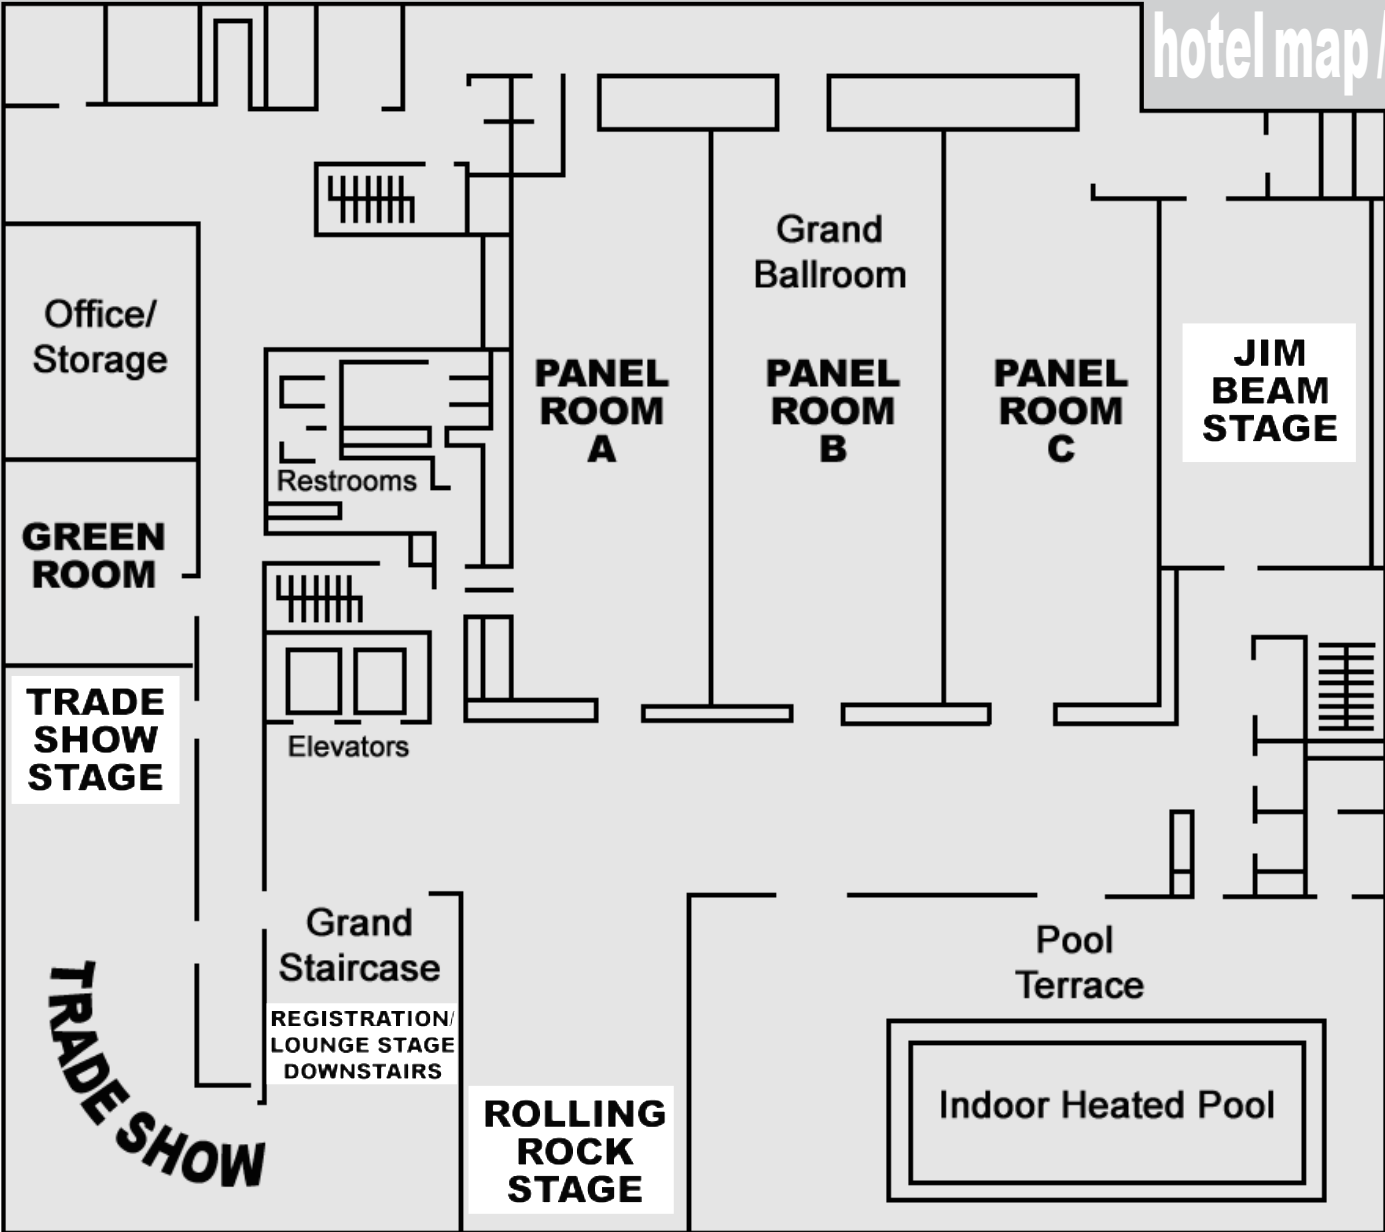 hotel map /
Grand
Ballroom
Office/
Storage
PANEL
ROOM
A
PANEL
ROOM
B
PANEL
ROOM
C
JIM
BEAM
STAGE
Restrooms
GREEN
ROOM
TRADE
SHOW
STAGE
Elevators
Grand
Staircase
REGISTRATION/
LOUNGE STAGE
DOWNSTAIRS
Pool
Terrace
TRADE SHOW
ROLLING
ROCK
STAGE
Indoor Heated Pool